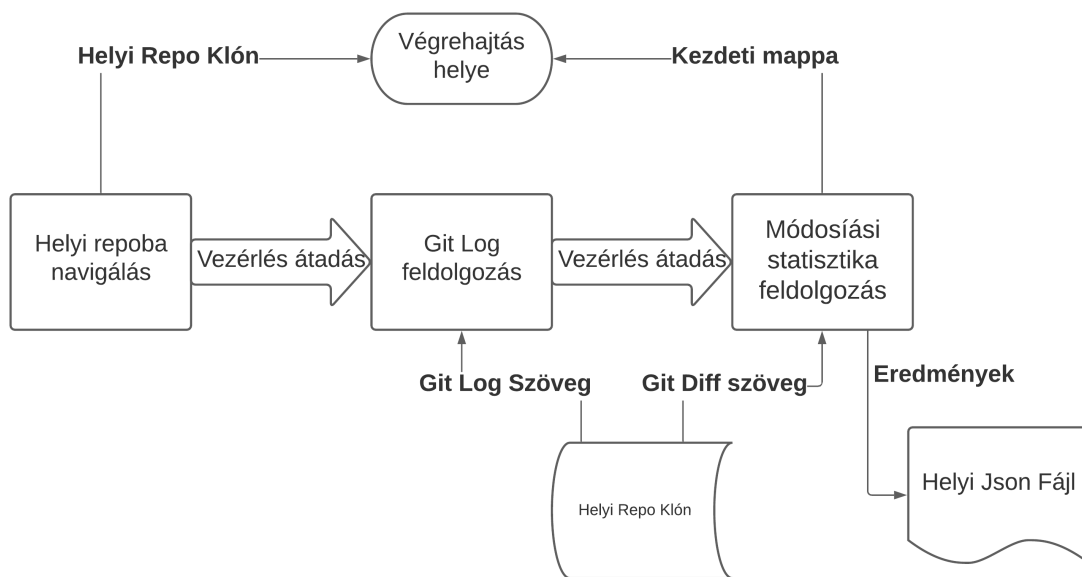 Végrehajtás
helye
Helyi Repo Klón
Kezdeti mappa
Helyi repoba
navigálás
Vezérlés átadás
Git Log
feldolgozás
Vezérlés átadás
Módosíási
statisztika
feldolgozás
Git Log Szöveg
Git Diff szöveg
Eredmények
Helyi Repo Klón
Helyi Json Fájl